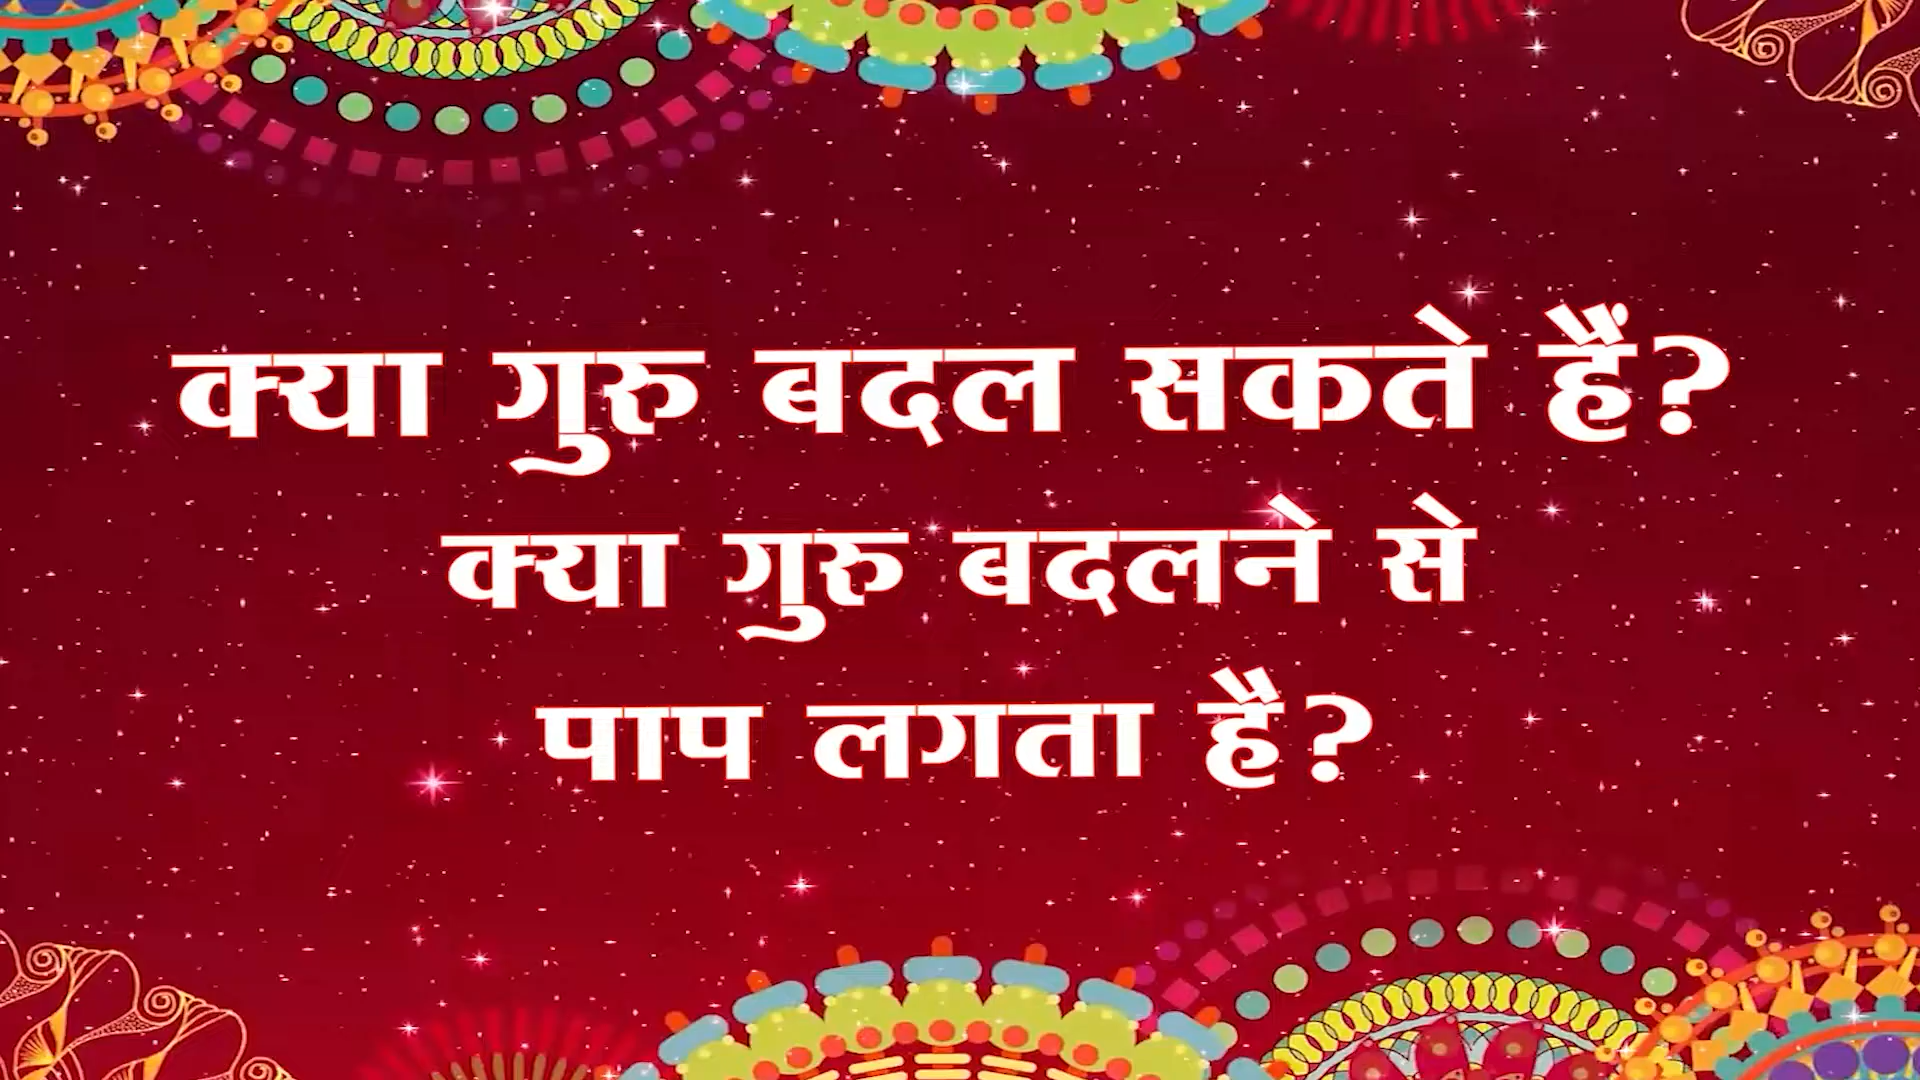 क्या गुरु बदल सकते हैं?
क्या गुरु बदलने से
पाप लगता है?